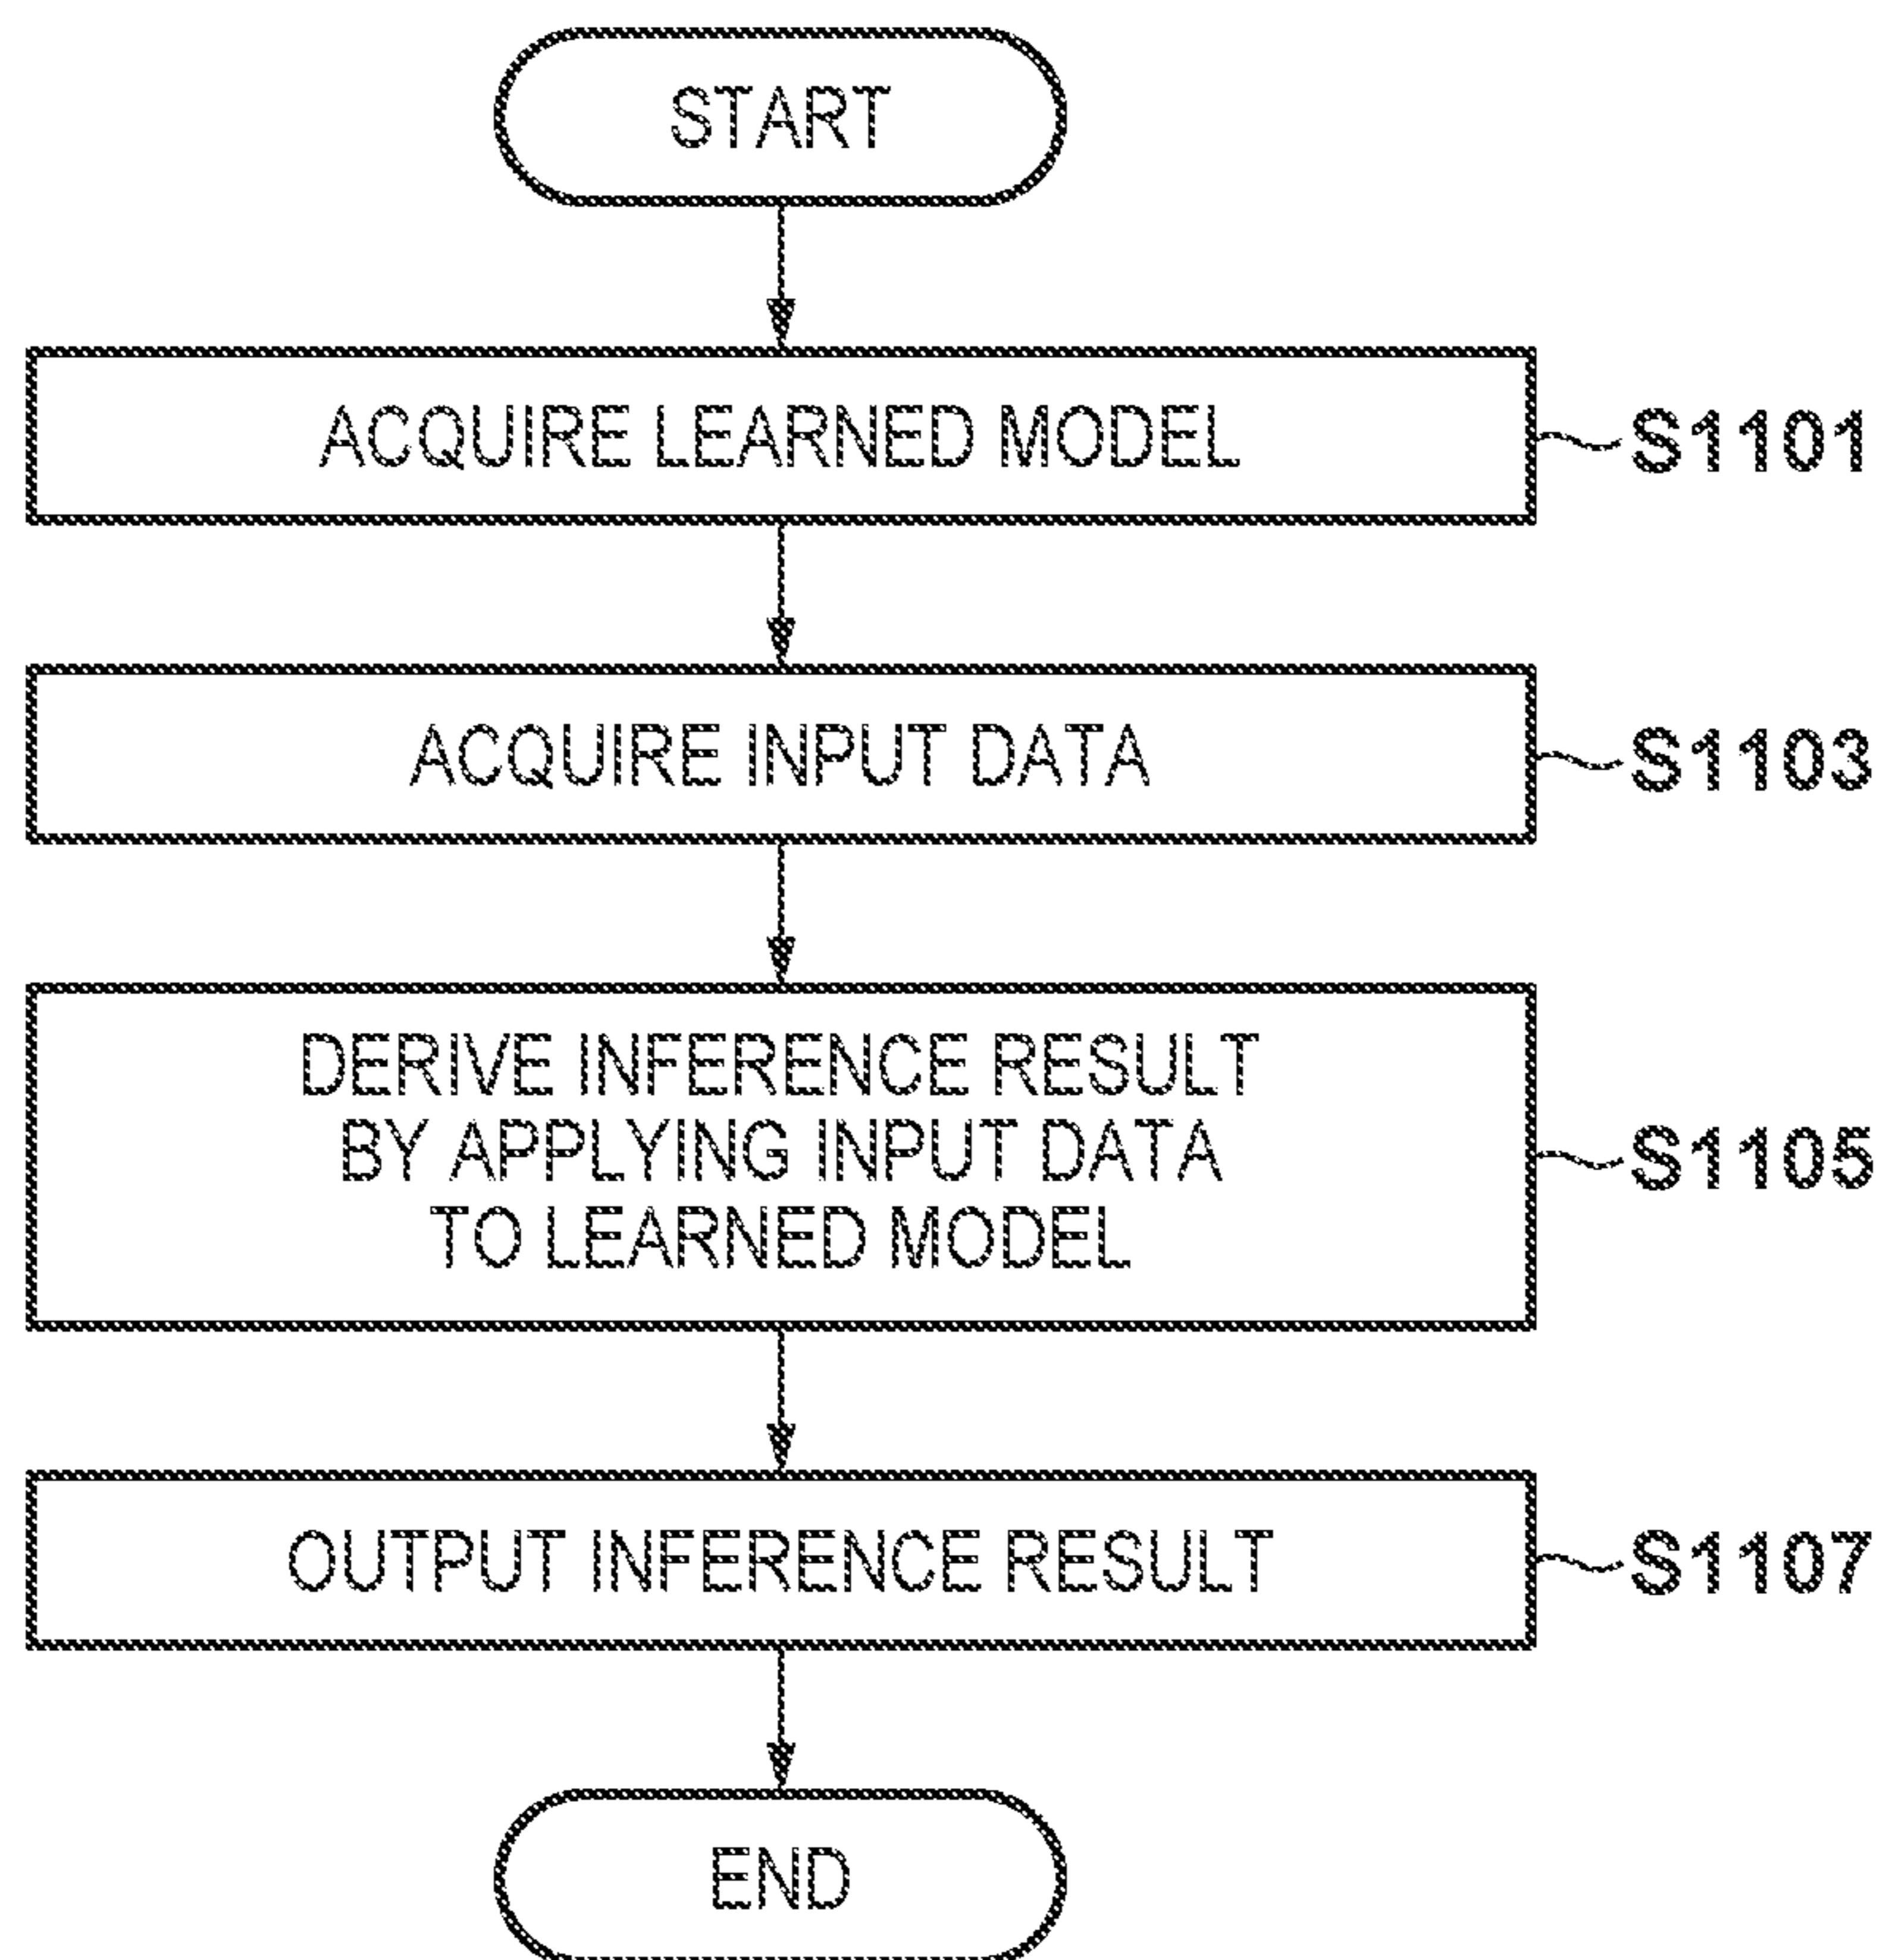 START
ACQUIRE LEARNED MODEL
S1101
ACQUIRE INPUT DATA
S1103
DERIVE INFERENCE RESULT
BY APPLYING INPUT DATA
TO LEARNED MODEL
S1105
OUTPUT INFERENCE RESULT
S1107
END